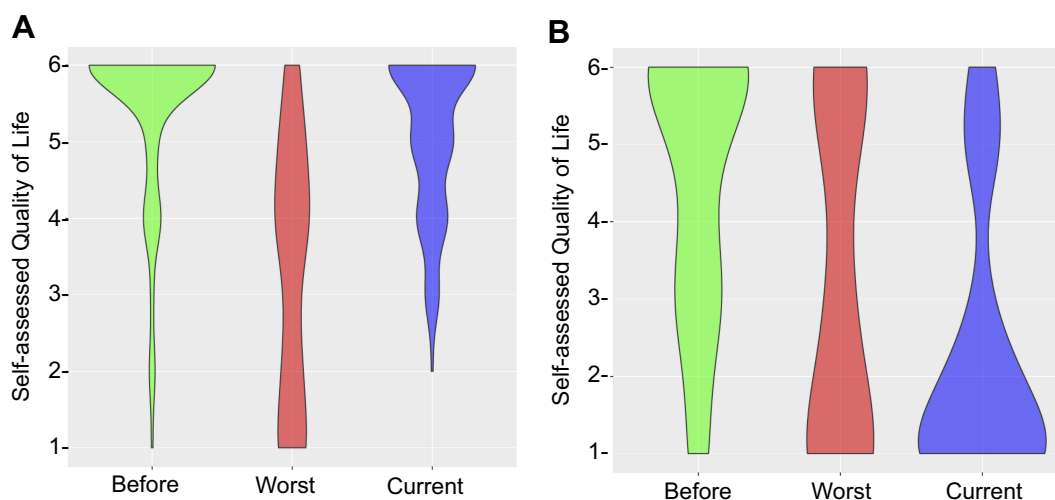 A
Self-assessed Quality of Life
6-
5-
4-
3-
2-
1-
Before Worst Current
B
Self-assessed Quality of Life
6-
5-
4-
3-
2-
1-
Before Worst Current